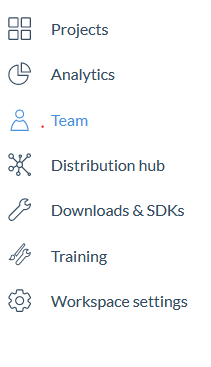 Projects
Analytics
Team
Distribution hub
Downloads & SDKs
Training
Workspace settings